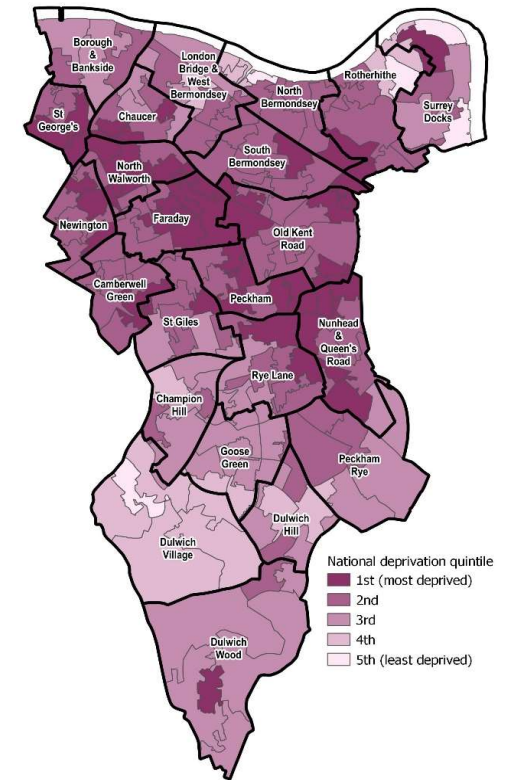 Borough
&
Bankside
London
Bridge &
West
Bermondsey
North
Bermondsey
Rotherhithe
Surrey
Docks
St
George's
Chaucer
South
Bermondsey
North
Walworth
Newington
Faraday
Old Kent
Road
Camberwell
Green
Peckham
St Giles
Nunhead
&
Queen's
Road
Rye Lane
Champion
Hill
Goose
Green
Peckham
Rye
Dulwich
Hill
Dulwich
Village
Dulwich
Wood
National deprivation quintile
1st (most deprived)
2nd
3rd
4th
5th (least deprived)